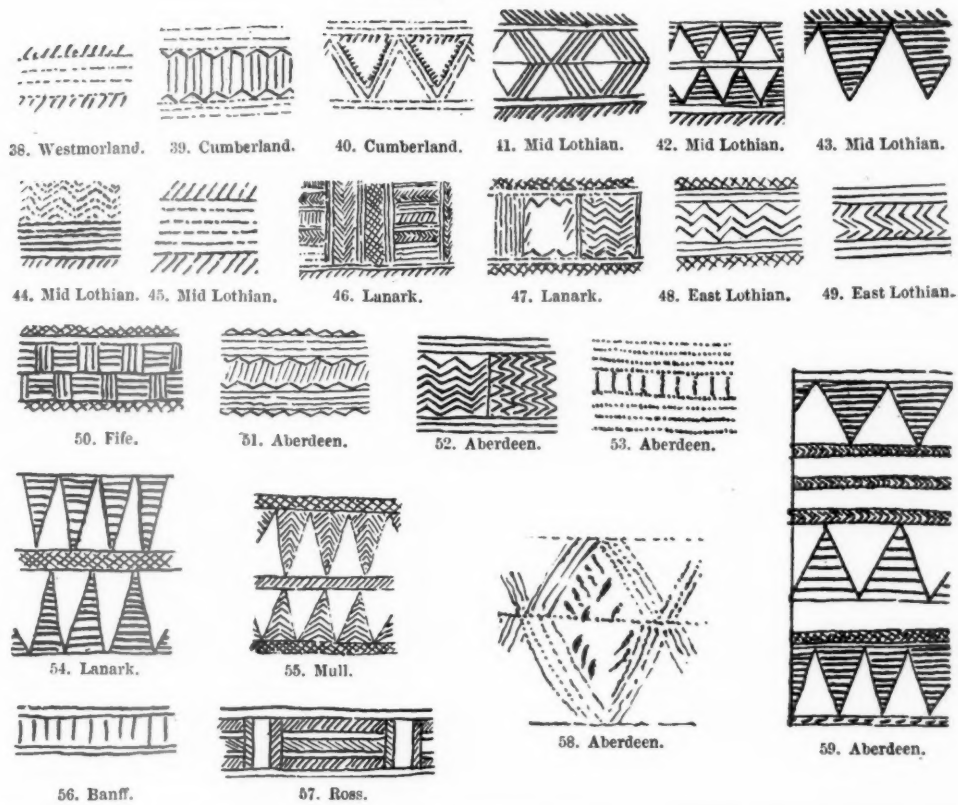 38. Westmorland. 39. Cumberland. 40. Cumberland. 41. Mid Lothian. 42. Mid Lothian. 43. Mid Lothian.
44. Mid Lothian. 45. Mid Lothian. 46. Lanark. 47. Lanark. 48. East Lothian. 49. East Lothian.
50. Fife. 51. Aberdeen. 52. Aberdeen. 53. Aberdeen.
54. Lanark. 55. Mull.
58. Aberdeen. 59. Aberdeen.
56. Banff. 57. Ross.